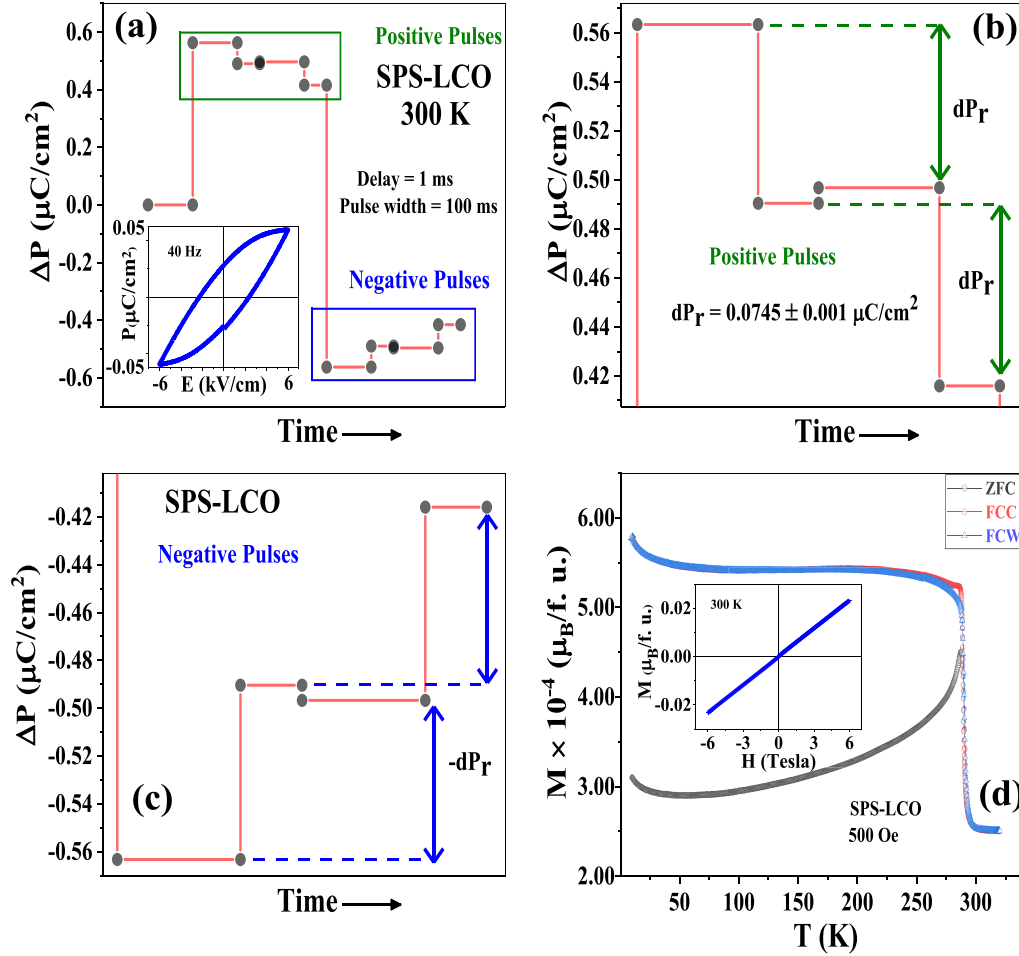 (a)
Positive Pulses
SPS-LCO
300 K
Delay = 1 ms
Pulse width = 100 ms
Negative Pulses
ΔP (μC/cm²)
0.6
0.4
0.2
0.0
-0.2
-0.4
-0.6
40 Hz
P(μC/cm²)
0.05
-0.05
-6
6
E (kV/cm)
Time
(b)
ΔP (μC/cm²)
0.56
0.54
0.52
0.50
0.48
0.46
0.44
0.42
dPr
dPr
Positive Pulses
dPr = 0.0745 ± 0.001 μC/cm²
Time
(c)
SPS-LCO
Negative Pulses
ΔP (μC/cm²)
-0.42
-0.44
-0.46
-0.48
-0.50
-0.52
-0.54
-0.56
-dPr
Time
(d)
ZFC
FCC
FCW
M × 10⁻⁴ (μB/f. u.)
6.00
5.00
4.00
3.00
2.00
300 K
M (μB/f. u.)
0.02
0.00
-0.02
-6
-3
0
3
6
H (Tesla)
SPS-LCO
500 Oe
50
100
150
200
250
300
T (K)